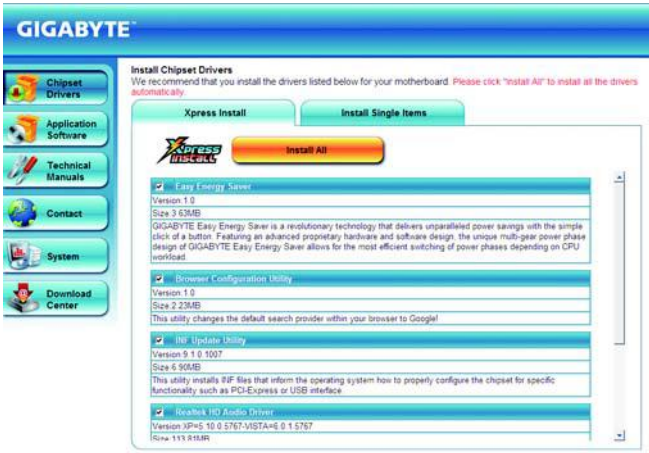 GIGABYTE™
Chipset
Drivers
Application
Software
Technical
Manuals
Contact
System
Download
Center
Install Chipset Drivers
We recommend that you install the drivers listed below for your motherboard. Please click "Install All" to install all the drivers
automatically.
Xpress Install
Install Single Items
Xpress
Install
Install All
Easy Energy Saver
Version:1.0
Size:3.63MB
GIGABYTE Easy Energy Saver is a revolutionary technology that delivers unparalleled power savings with the simple
click of a button. Featuring an advanced proprietary hardware and software design, the unique multi-gear power phase
design of GIGABYTE Easy Energy Saver allows for the most efficient switching of power phases depending on CPU
workload.
Browser Configuration Utility
Version:1.0
Size:2.23MB
This utility changes the default search provider within your browser to Google!
INF Update Utility
Version:9.1.0.1007
Size:6.90MB
This utility installs INF files that inform the operating system how to properly configure the chipset for specific
functionality such as PCI-Express or USB interface.
Realtek HD Audio Driver
Version:XP=5.10.0.5767-VISTA=6.0.1.5767
Size:113.81MB